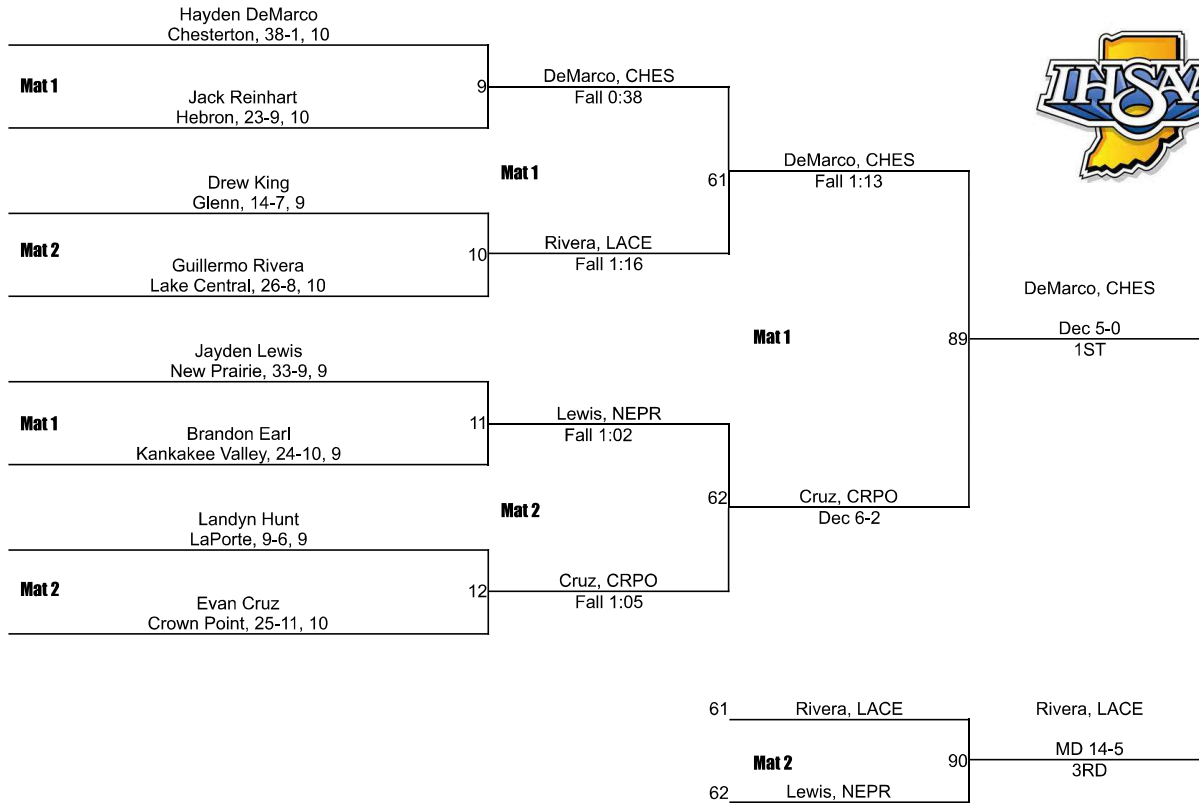 Hayden DeMarco
Chesterton, 38-1, 10
Mat 1
Jack Reinhart
Hebron, 23-9, 10
9
DeMarco, CHES
Fall 0:38
Drew King
Glenn, 14-7, 9
Mat 2
Guillermo Rivera
Lake Central, 26-8, 10
10
Rivera, LACE
Fall 1:16
Mat 1
61
DeMarco, CHES
Fall 1:13
Jayden Lewis
New Prairie, 33-9, 9
Mat 1
Brandon Earl
Kankakee Valley, 24-10, 9
11
Lewis, NEPR
Fall 1:02
Landyn Hunt
LaPorte, 9-6, 9
Mat 2
Evan Cruz
Crown Point, 25-11, 10
12
Cruz, CRPO
Fall 1:05
Mat 2
62
Cruz, CRPO
Dec 6-2
Mat 1
89
DeMarco, CHES
Dec 5-0
1ST
IHSAA
61
Rivera, LACE
Mat 2
62
Lewis, NEPR
90
Rivera, LACE
MD 14-5
3RD